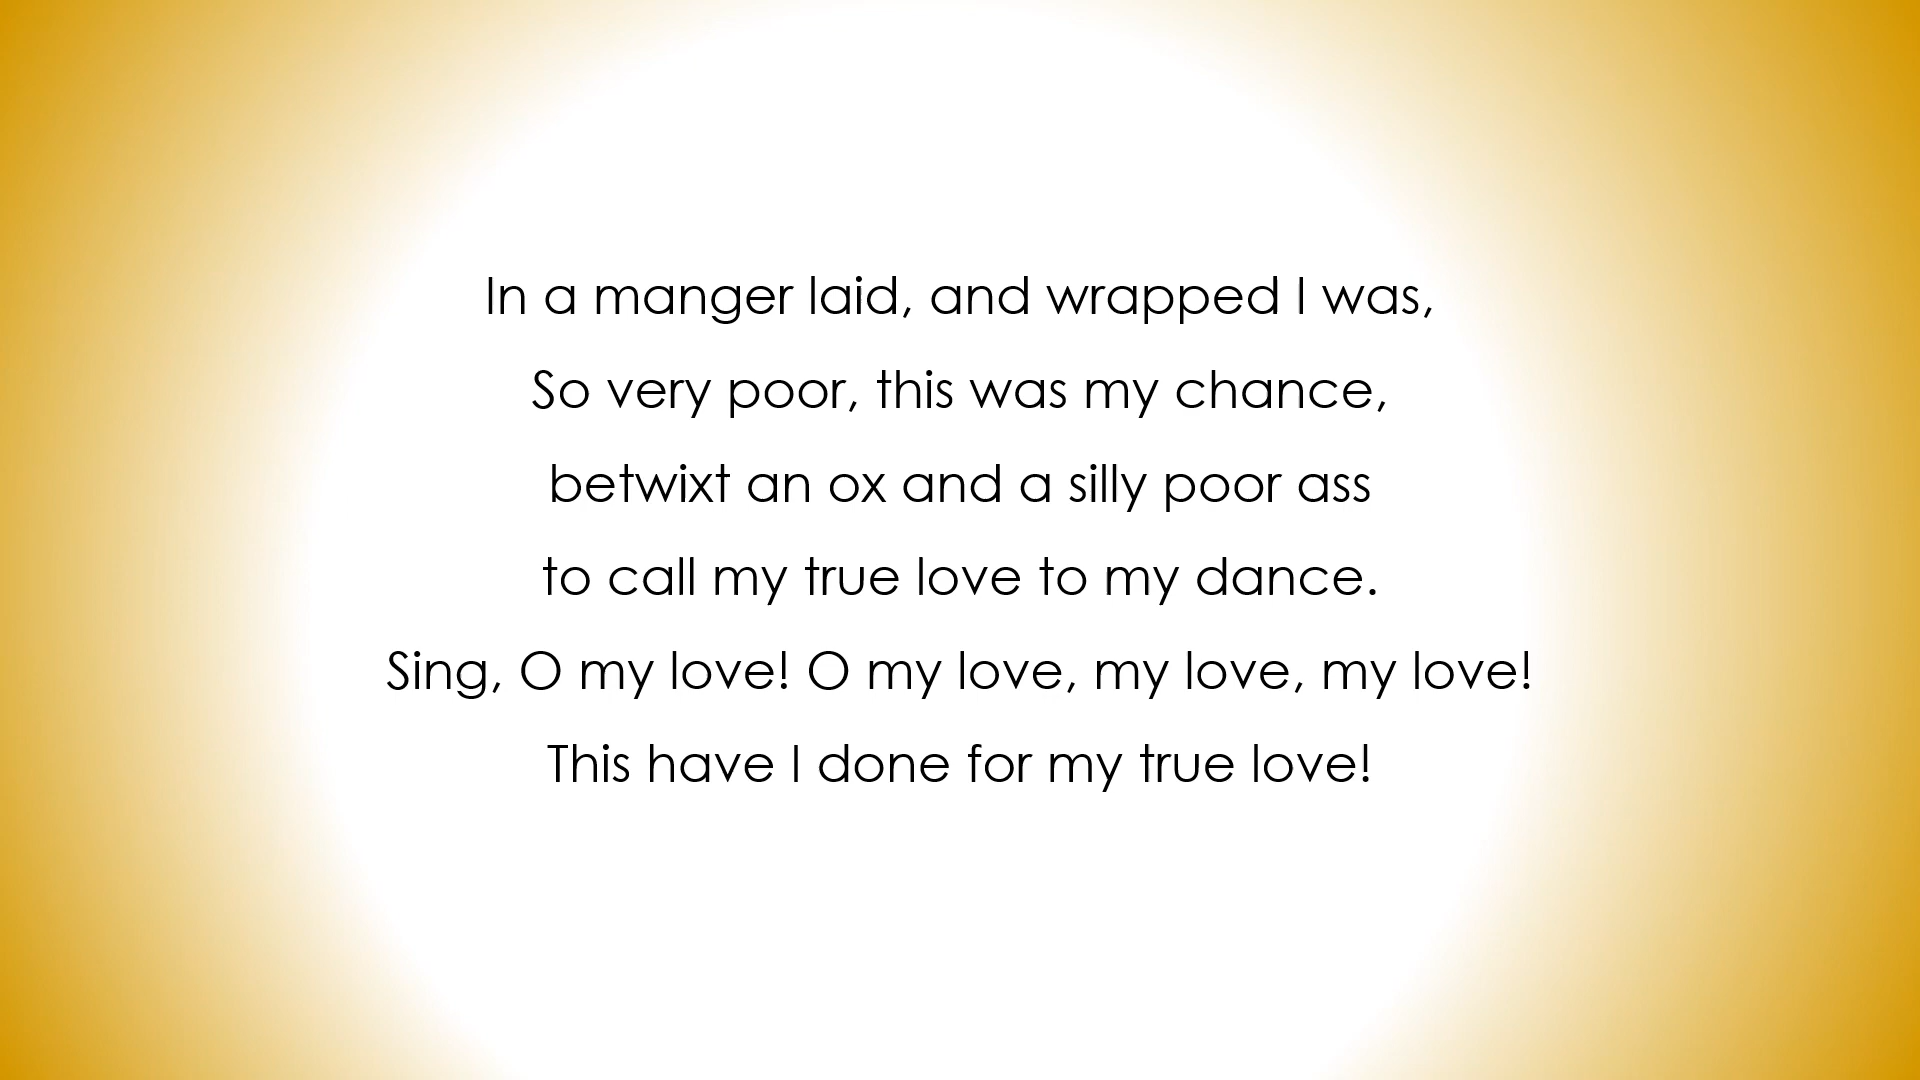 In a manger laid, and wrapped I was,
So very poor, this was my chance,
betwixt an ox and a silly poor ass
to call my true love to my dance.
Sing, O my love! O my love, my love, my love!
This have I done for my true love!